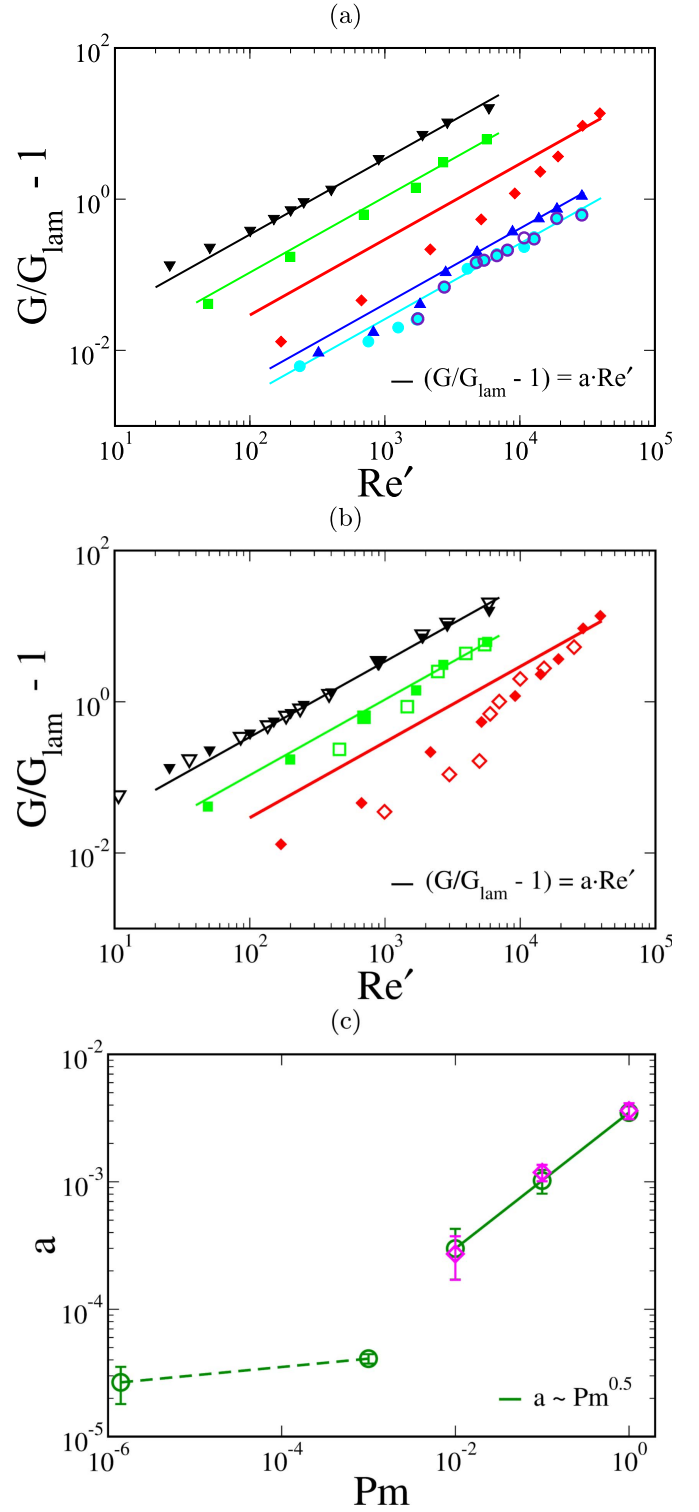 (a)
10^2
10^0
10^-2
G/G_lam - 1
(G/G_lam - 1) = a·Re′
10^1 10^2 10^3 10^4 10^5
Re′
(b)
10^2
10^0
10^-2
G/G_lam - 1
(G/G_lam - 1) = a·Re′
10^1 10^2 10^3 10^4 10^5
Re′
(c)
10^-2
10^-3
a
10^-4
a ~ Pm^0.5
10^-5
10^-6 10^-4 10^-2 10^0
Pm